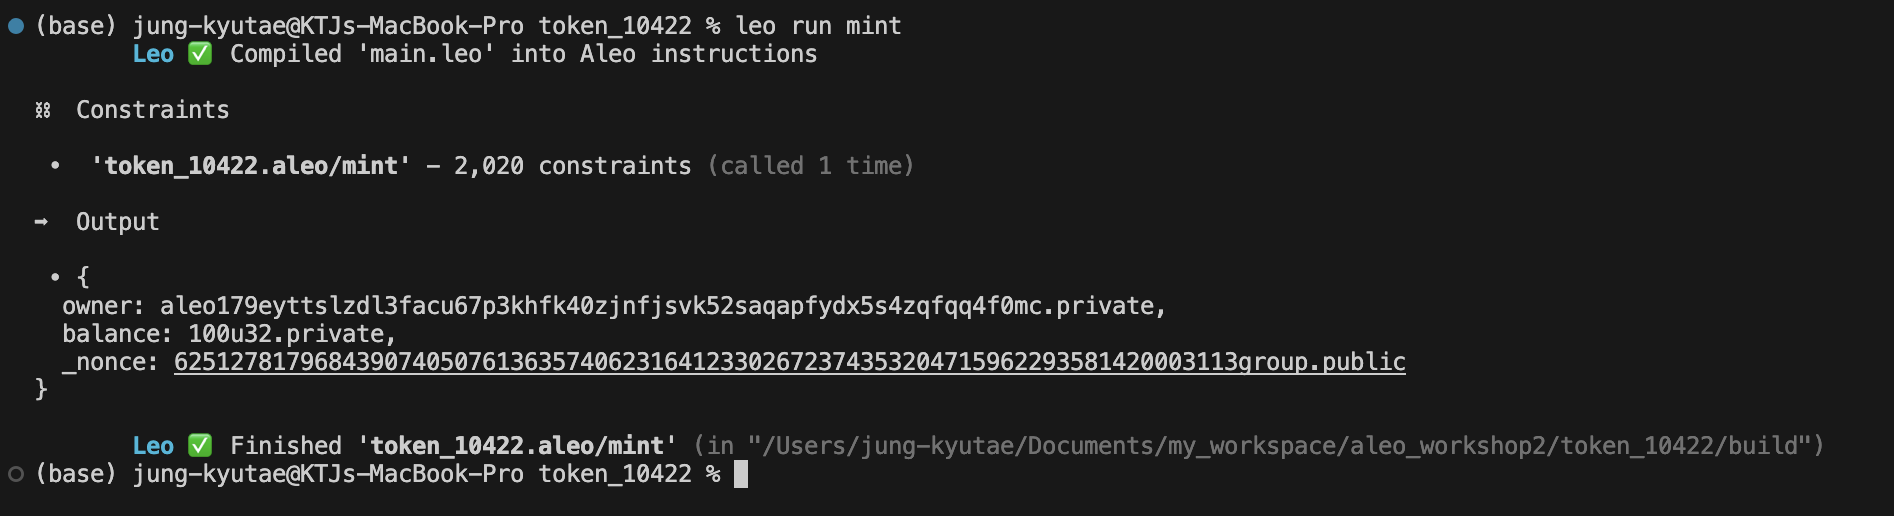 (base) jung-kyutae@KTJs-MacBook-Pro token_10422 % leo run mint
Leo ✅ Compiled 'main.leo' into Aleo instructions
⛓ Constraints
• 'token_10422.aleo/mint' - 2,020 constraints (called 1 time)
➡ Output
• {
owner: aleo179eyttslzdl3facu67p3khfk40zjnfjsvk52saqapfydx5s4zqfqq4f0mc.private,
balance: 100u32.private,
_nonce: 6251278179684390740507613635740623164123302672374353204715962293581420003113group.public
}
Leo ✅ Finished 'token_10422.aleo/mint' (in "/Users/jung-kyutae/Documents/my_workspace/aleo_workshop2/token_10422/build")
(base) jung-kyutae@KTJs-MacBook-Pro token_10422 %